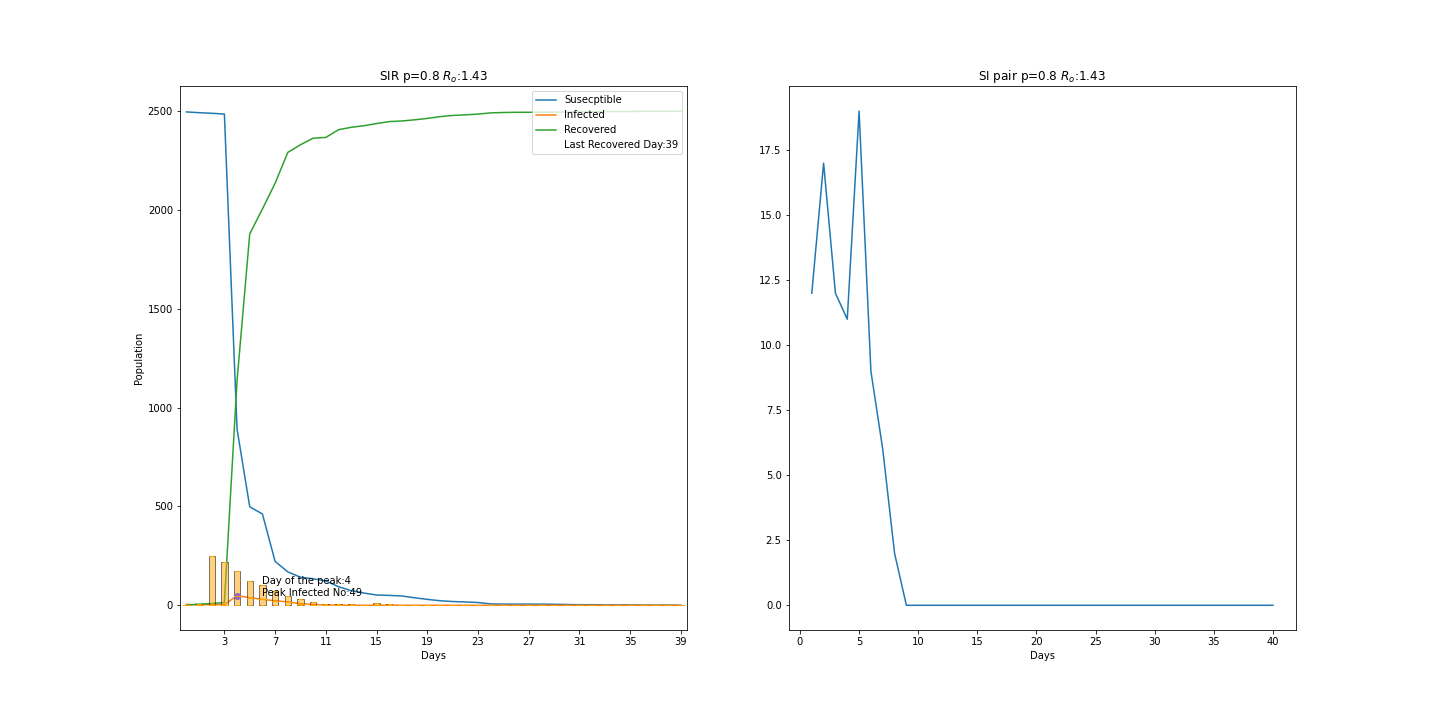 SIR p=0.8 Rₒ:1.43
Susecptible
Infected
Recovered
Last Recovered Day:39
Population
2500
2000
1500
1000
500
0
Day of the peak:4
Peak Infected No:49
3 7 11 15 19 23 27 31 35 39
Days
SI pair p=0.8 Rₒ:1.43
17.5
15.0
12.5
10.0
7.5
5.0
2.5
0.0
0 5 10 15 20 25 30 35 40
Days